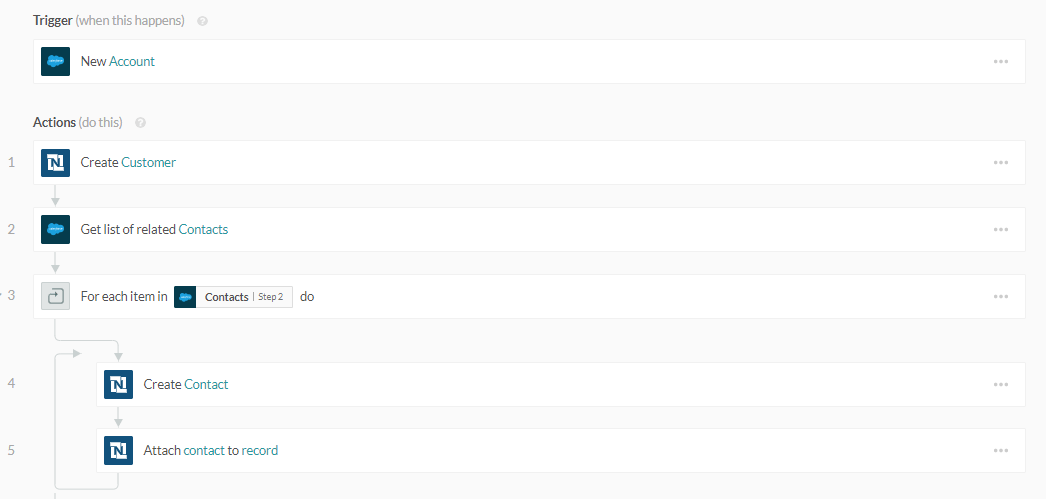 Trigger (when this happens) ?
New Account
Actions (do this) ?
1 Create Customer
2 Get list of related Contacts
3 For each item in Contacts | Step 2 do
4 Create Contact
5 Attach contact to record